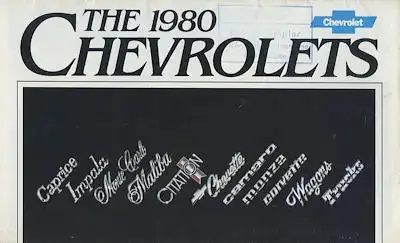 THE 1980
Chevrolet
CHEVROLETS
Caprice
Impala
Monte Carlo
Malibu
CITATION
Chevette
camaro
monza
corvette
Wagons
Trucks